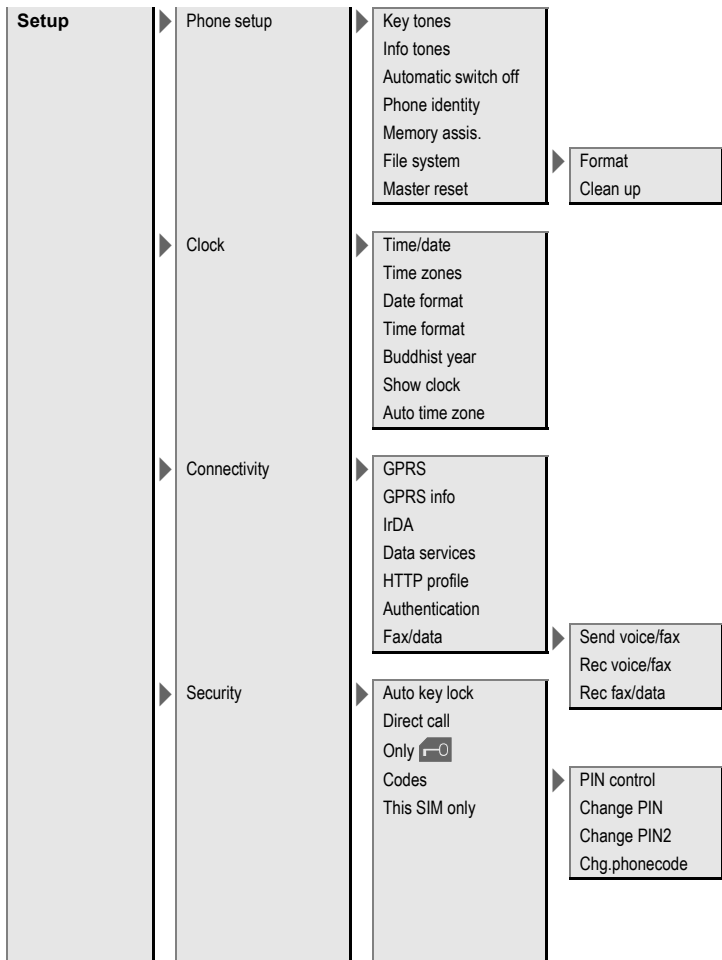 Setup
Phone setup
Key tones
Info tones
Automatic switch off
Phone identity
Memory assis.
File system
Format
Clean up
Master reset
Clock
Time/date
Time zones
Date format
Time format
Buddhist year
Show clock
Auto time zone
Connectivity
GPRS
GPRS info
IrDA
Data services
HTTP profile
Authentication
Fax/data
Send voice/fax
Rec voice/fax
Rec fax/data
Security
Auto key lock
Direct call
Only
Codes
PIN control
Change PIN
Change PIN2
Chg.phonecode
This SIM only